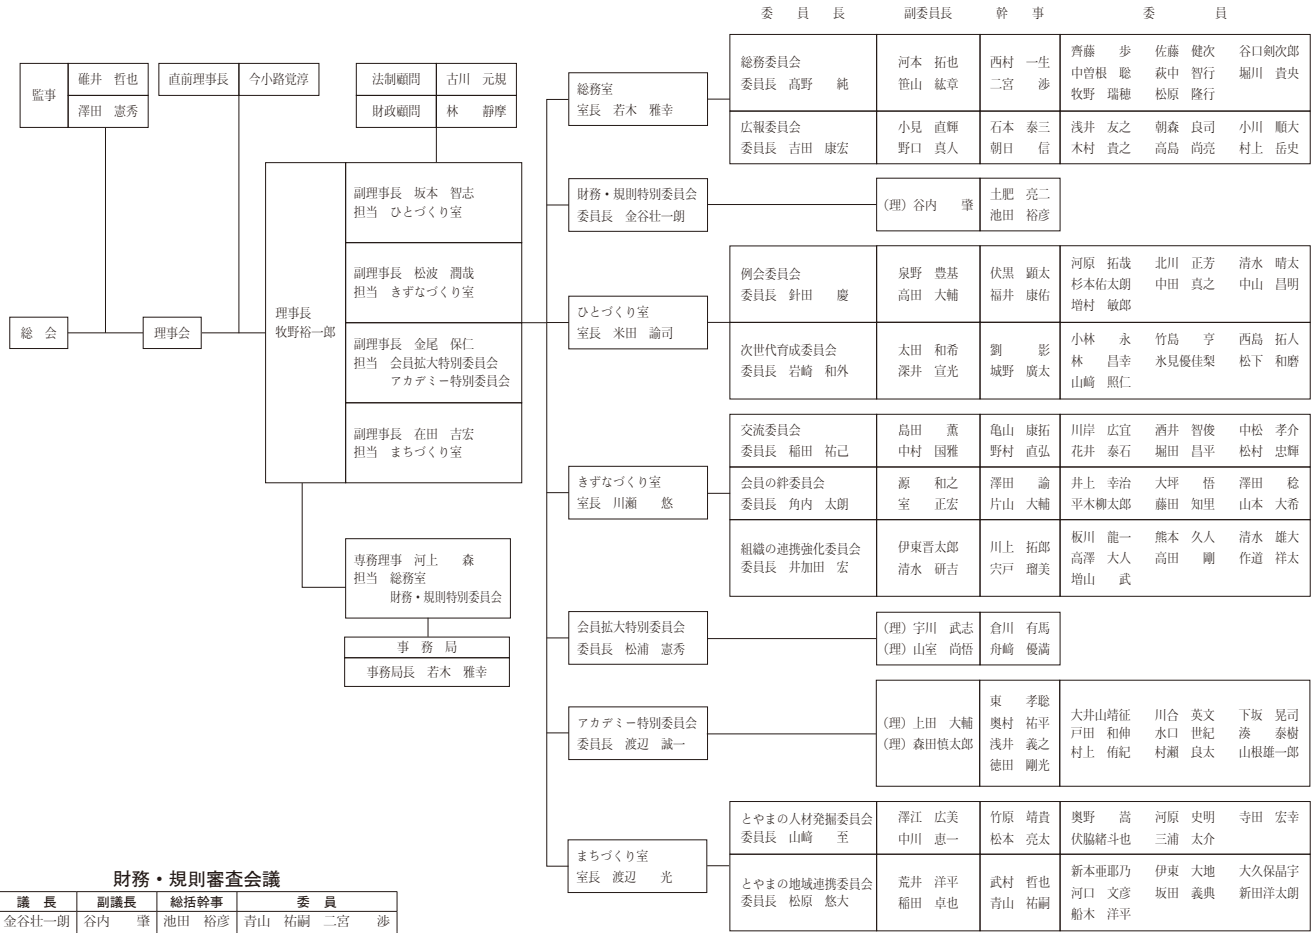 委　員　長　副委員長　幹　事　委　員
監事
碓井　哲也
澤田　憲秀
直前理事長　今小路覚淳
法制顧問　古川　元規
財政顧問　林　　靜摩
総　会
理事会
理事長
牧野裕一郎
副理事長　坂本　智志
担当　ひとづくり室
副理事長　松波　潤哉
担当　きずなづくり室
副理事長　金尾　保仁
担当　会員拡大特別委員会
アカデミー特別委員会
副理事長　在田　吉宏
担当　まちづくり室
専務理事　河上　　森
担当　総務室
財務・規則特別委員会
事　務　局
事務局長　若木　雅幸
総務室
室長　若木　雅幸
総務委員会
委員長　髙野　　純
河本　拓也
笹山　紘章
西村　一生
二宮　　渉
齊藤　　歩　佐藤　健次　谷口剣次郎
中曽根　聡　萩中　智行　堀川　貴央
牧野　瑞穂　松原　隆行
広報委員会
委員長　吉田　康宏
小見　直輝
野口　真人
石本　泰三
朝日　　信
浅井　友之　朝森　良司　小川　順大
木村　貴之　高島　尚亮　村上　岳史
財務・規則特別委員会
委員長　金谷壮一朗
(理) 谷内　　肇
土肥　亮二
池田　裕彦
ひとづくり室
室長　米田　諭司
例会委員会
委員長　針田　　慶
泉野　豊基
高田　大輔
伏黒　顕太
福井　康佑
河原　拓哉　北川　正芳　清水　晴太
杉本佑太朗　中田　真之　中山　昌明
増村　敏郎
次世代育成委員会
委員長　岩崎　和外
太田　和希
深井　宣光
劉　　　影
城野　廣太
小林　　永　竹島　　亨　西島　拓人
林　　昌幸　氷見優佳梨　松下　和磨
山﨑　照仁
きずなづくり室
室長　川瀬　　悠
交流委員会
委員長　稲田　祐己
島田　　薫
中村　国雅
亀山　康拓
野村　直弘
川岸　広宜　酒井　智俊　中松　孝介
花井　泰石　堀田　昌平　松村　忠輝
会員の絆委員会
委員長　角内　太朗
源　　和之
室　　正宏
澤田　　諭
片山　大輔
井上　幸治　大坪　　悟　澤田　　稔
平木柳太郎　藤田　知里　山本　大希
組織の連携強化委員会
委員長　井加田　宏
伊東晋太郎
清水　研吉
川上　拓郎
宍戸　瑠美
板川　龍一　熊本　久人　清水　雄大
高澤　大人　高田　　剛　作道　祥太
増山　　武
会員拡大特別委員会
委員長　松浦　憲秀
(理) 宇川　武志
(理) 山室　尚悟
倉川　有馬
舟﨑　優満
アカデミー特別委員会
委員長　渡辺　誠一
(理) 上田　大輔
(理) 森田慎太郎
東　　孝聡
奥村　祐平
浅井　義之
徳田　剛光
大井山靖征　川合　英文　下坂　晃司
戸田　和伸　水口　世紀　湊　　泰樹
村上　侑紀　村瀬　良太　山根雄一郎
まちづくり室
室長　渡辺　　光
とやまの人材発掘委員会
委員長　山﨑　　至
澤江　広美
中川　恵一
竹原　靖貴
松本　亮太
奥野　　嵩　河原　史明　寺田　宏幸
伏脇緒斗也　三浦　太介
とやまの地域連携委員会
委員長　松原　悠大
荒井　洋平
稲田　卓也
武村　哲也
青山　祐嗣
新本亜耶乃　伊東　大地　大久保晶宇
河口　文彦　坂田　義典　新田洋太朗
船木　洋平
財務・規則審査会議
議　長　副議長　総括幹事　委　員
金谷壮一朗　谷内　　肇　池田　裕彦　青山　祐嗣　二宮　　渉